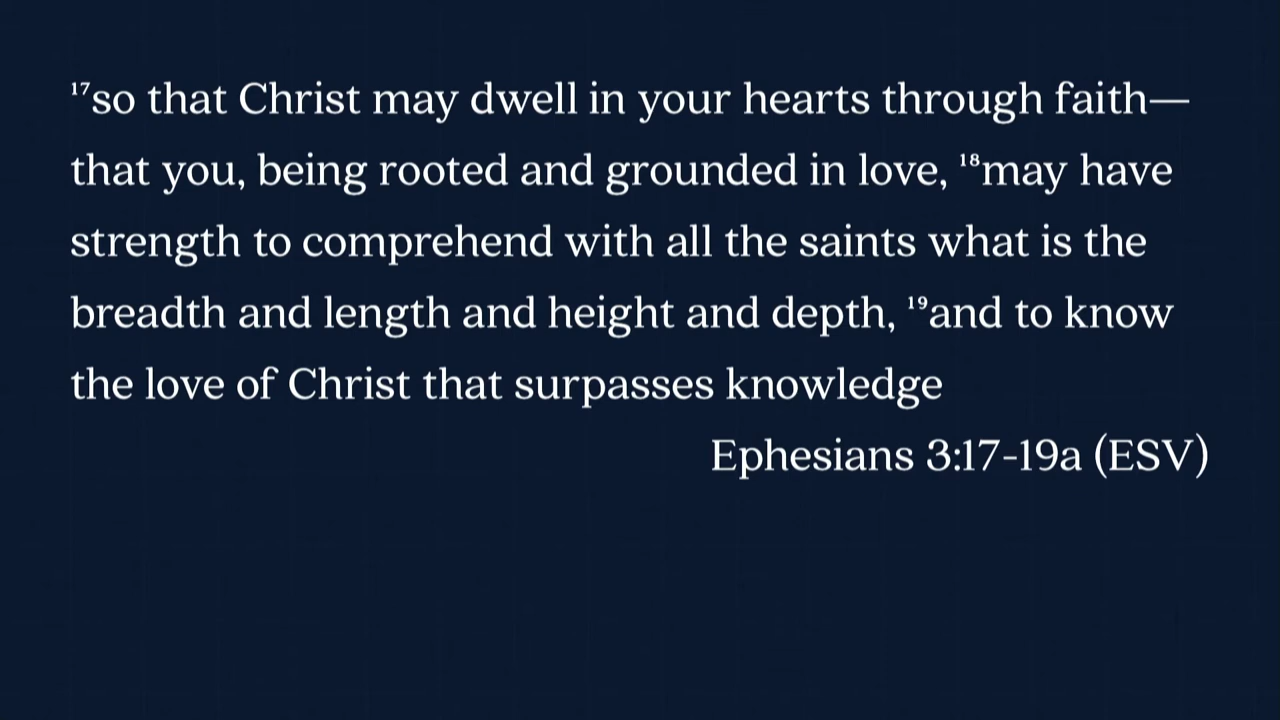 ¹⁷so that Christ may dwell in your hearts through faith—
that you, being rooted and grounded in love, ¹⁸may have
strength to comprehend with all the saints what is the
breadth and length and height and depth, ¹⁹and to know
the love of Christ that surpasses knowledge
Ephesians 3:17-19a (ESV)